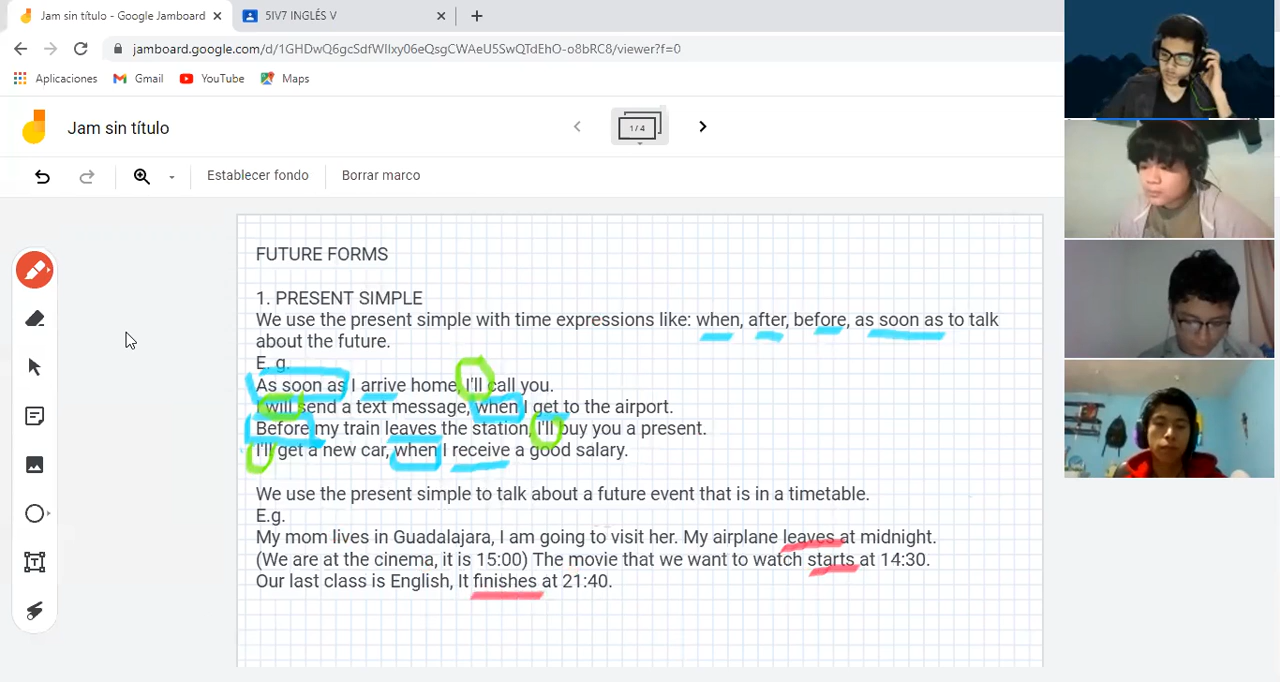 Jam sin título - Google Jamboard
5IV7 INGLÉS V
jamboard.google.com/d/1GHDwQ6gcSdfWIlxy06eQsgCWAeU5SwQTdEhO-o8bRC8/viewer?f=0
Aplicaciones
Gmail
YouTube
Maps
Jam sin título
1 / 4
Establecer fondo
Borrar marco
FUTURE FORMS
1. PRESENT SIMPLE
We use the present simple with time expressions like: when, after, before, as soon as to talk
about the future.
E. g.
As soon as I arrive home, I'll call you.
I will send a text message, when I get to the airport.
Before my train leaves the station, I'll buy you a present.
I'll get a new car, when I receive a good salary.
We use the present simple to talk about a future event that is in a timetable.
E.g.
My mom lives in Guadalajara, I am going to visit her. My airplane leaves at midnight.
(We are at the cinema, it is 15:00) The movie that we want to watch starts at 14:30.
Our last class is English, It finishes at 21:40.